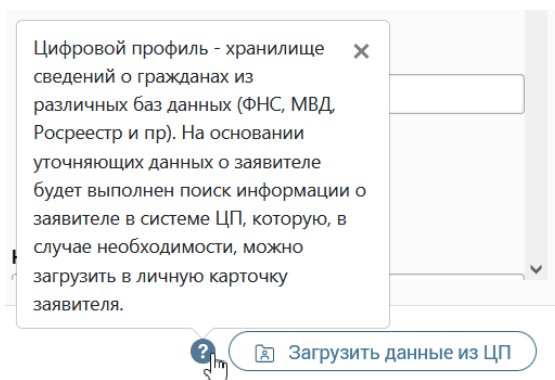 Цифровой профиль - хранилище
сведений о гражданах из
различных баз данных (ФНС, МВД,
Росреестр и пр). На основании
уточняющих данных о заявителе
будет выполнен поиск информации о
заявителе в системе ЦП, которую, в
случае необходимости, можно
загрузить в личную карточку
заявителя.
?
Загрузить данные из ЦП